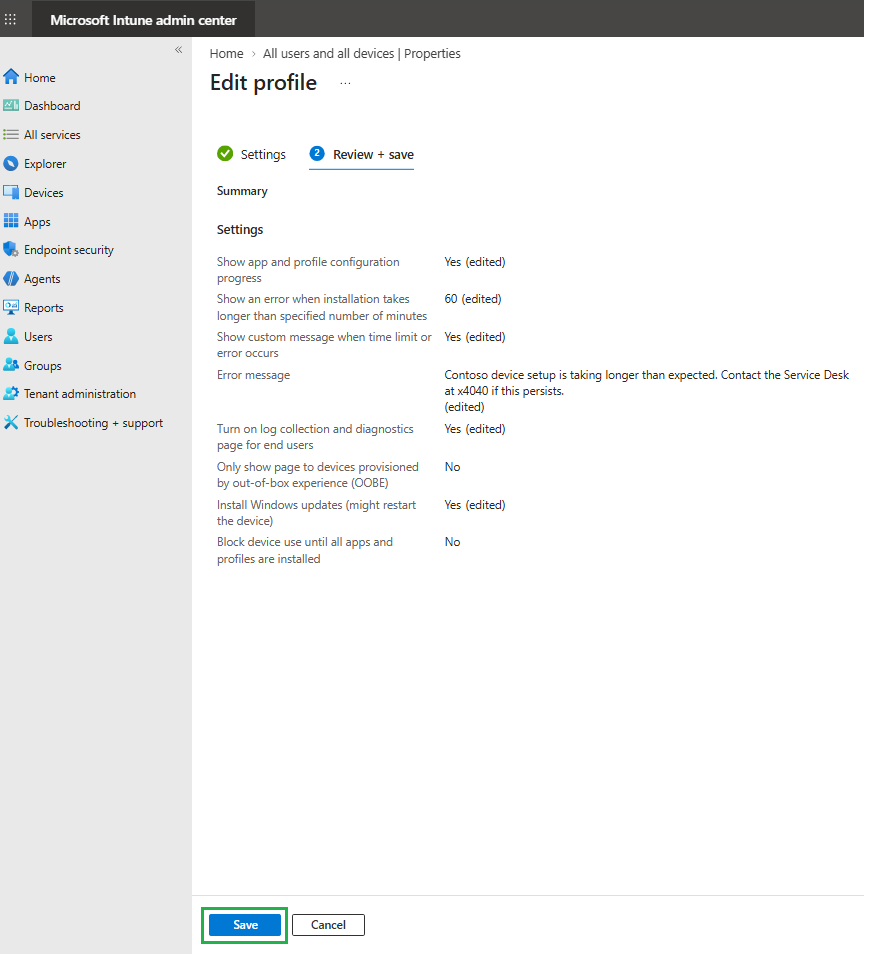 Microsoft Intune admin center
«
Home › All users and all devices | Properties
Edit profile ...
Home
Dashboard
All services
Explorer
Devices
Apps
Endpoint security
Agents
Reports
Users
Groups
Tenant administration
Troubleshooting + support
Settings
2 Review + save
Summary
Settings
Show app and profile configuration
progress
Yes (edited)
Show an error when installation takes
longer than specified number of minutes
60 (edited)
Show custom message when time limit or
error occurs
Yes (edited)
Error message
Contoso device setup is taking longer than expected. Contact the Service Desk
at x4040 if this persists.
(edited)
Turn on log collection and diagnostics
page for end users
Yes (edited)
Only show page to devices provisioned
by out-of-box experience (OOBE)
No
Install Windows updates (might restart
the device)
Yes (edited)
Block device use until all apps and
profiles are installed
No
Save
Cancel